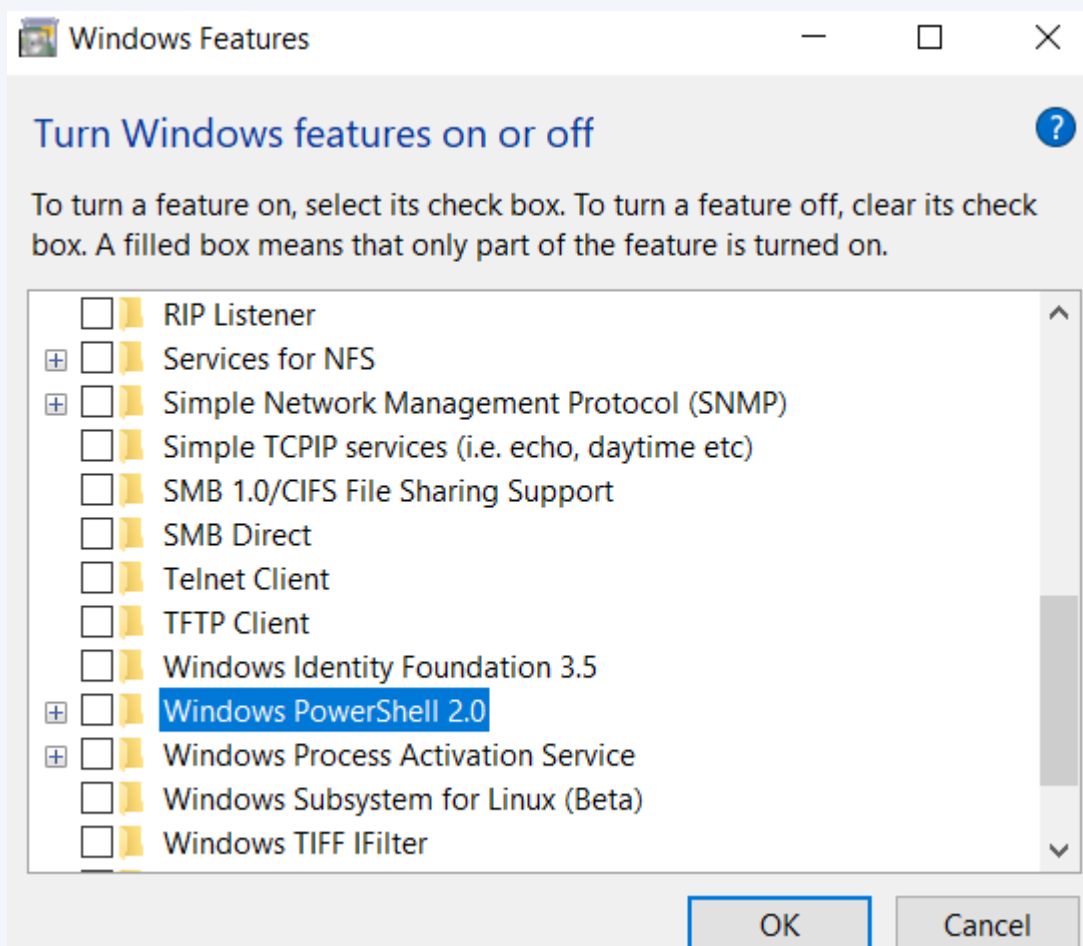 Windows Features
Turn Windows features on or off
?
To turn a feature on, select its check box. To turn a feature off, clear its check
box. A filled box means that only part of the feature is turned on.
RIP Listener
Services for NFS
Simple Network Management Protocol (SNMP)
Simple TCPIP services (i.e. echo, daytime etc)
SMB 1.0/CIFS File Sharing Support
SMB Direct
Telnet Client
TFTP Client
Windows Identity Foundation 3.5
Windows PowerShell 2.0
Windows Process Activation Service
Windows Subsystem for Linux (Beta)
Windows TIFF IFilter
OK Cancel